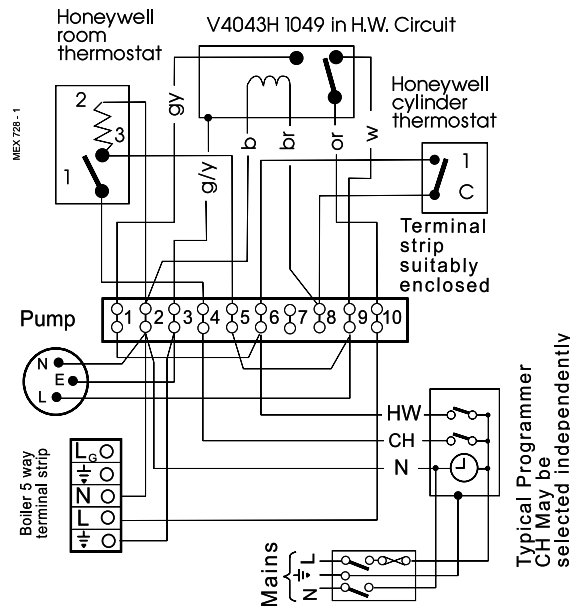 Honeywell
room
thermostat
V4043H 1049 in H.W. Circuit
Honeywell
cylinder
thermostat
MEX 728 - 1
2
3
1
gy
g/y
b
br
or
w
1
C
Terminal
strip
suitably
enclosed
1 2 3 4 5 6 7 8 9 10
Pump
N
E
L
HW
CH
N
LG
N
L
Boiler 5 way
terminal strip
Typical Programmer
CH May be
selected independently
Mains
L
N